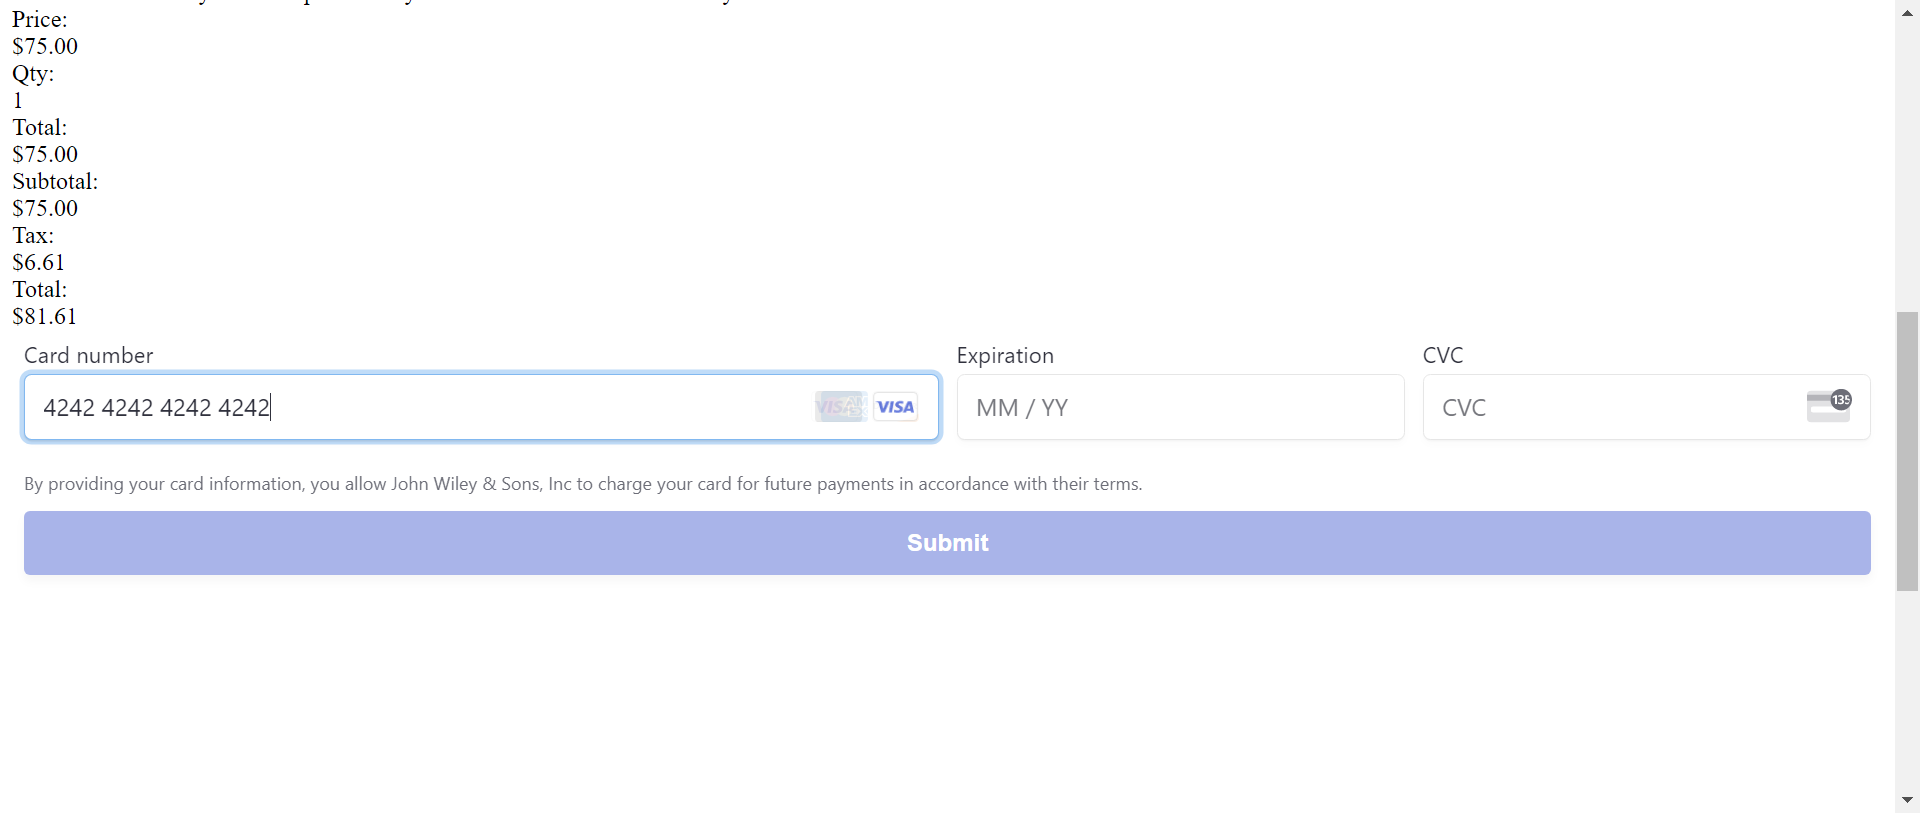 Price:
$75.00
Qty:
1
Total:
$75.00
Subtotal:
$75.00
Tax:
$6.61
Total:
$81.61
Card number Expiration CVC
4242 4242 4242 4242 VISA MM / YY CVC 135
By providing your card information, you allow John Wiley & Sons, Inc to charge your card for future payments in accordance with their terms.
Submit